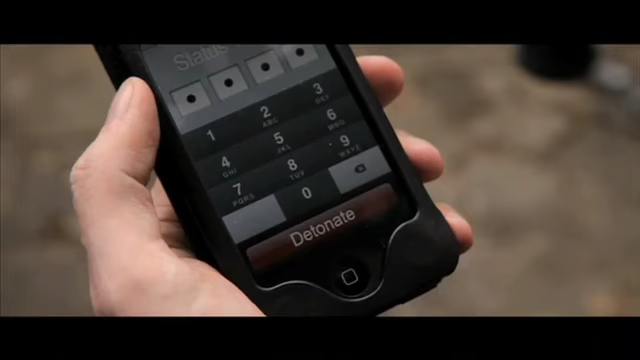 Status
1
2
ABC
3
DEF
4
GHI
5
JKL
6
MNO
7
PQRS
8
TUV
9
WXYZ
0
Detonate